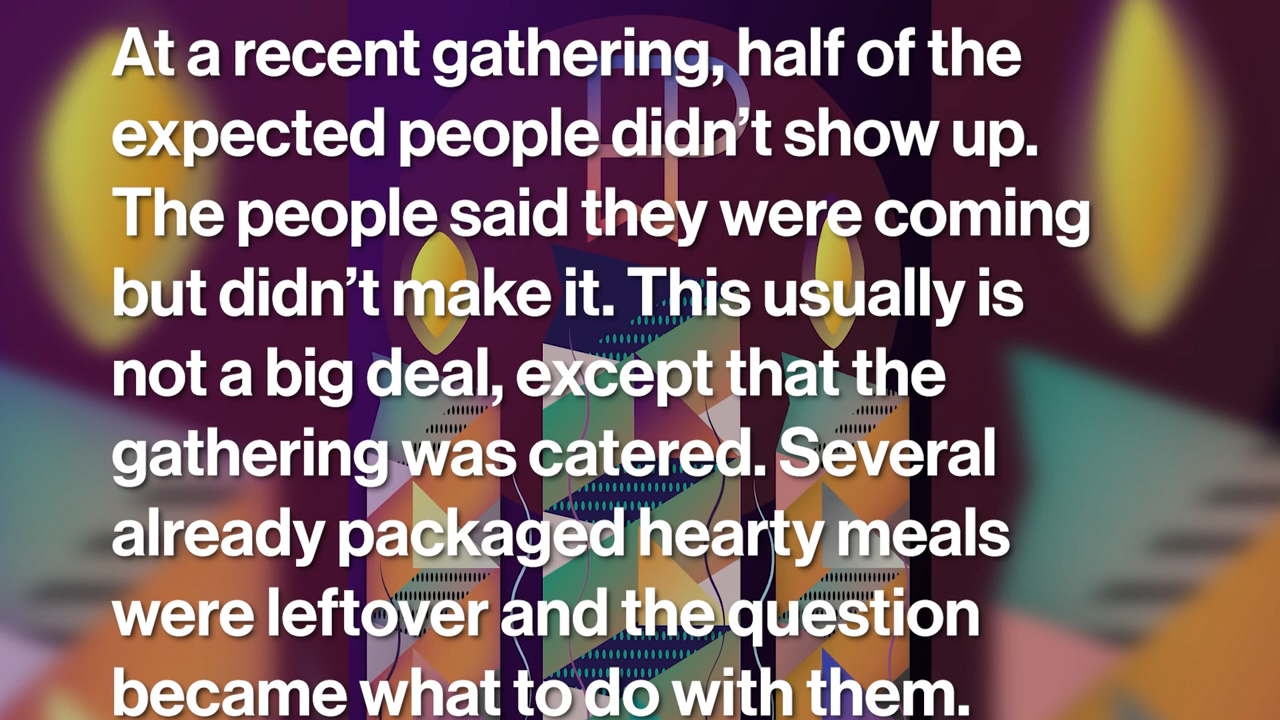 At a recent gathering, half of the
expected people didn’t show up.
The people said they were coming
but didn’t make it. This usually is
not a big deal, except that the
gathering was catered. Several
already packaged hearty meals
were leftover and the question
became what to do with them.